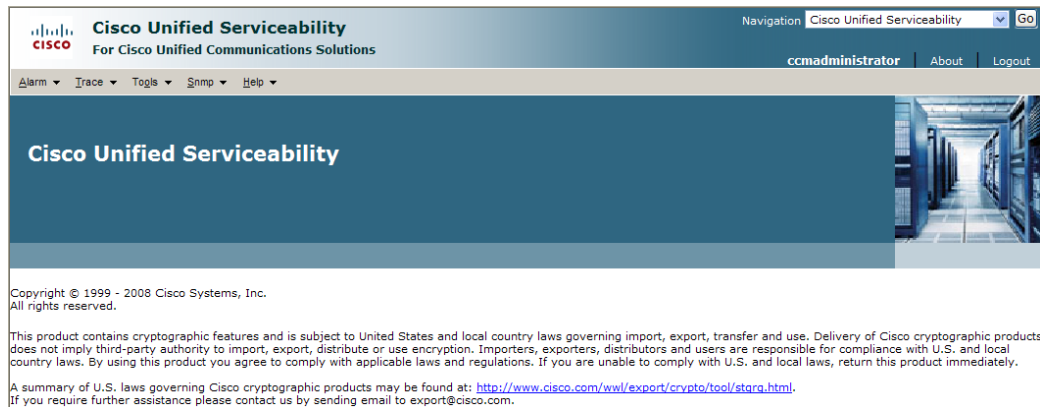 Cisco Unified Serviceability
For Cisco Unified Communications Solutions
CISCO
Navigation Cisco Unified Serviceability Go
ccmadministrator About Logout
Alarm Trace Tools Snmp Help
Cisco Unified Serviceability
Copyright © 1999 - 2008 Cisco Systems, Inc.
All rights reserved.
This product contains cryptographic features and is subject to United States and local country laws governing import, export, transfer and use. Delivery of Cisco cryptographic products
does not imply third-party authority to import, export, distribute or use encryption. Importers, exporters, distributors and users are responsible for compliance with U.S. and local
country laws. By using this product you agree to comply with applicable laws and regulations. If you are unable to comply with U.S. and local laws, return this product immediately.
A summary of U.S. laws governing Cisco cryptographic products may be found at: http://www.cisco.com/wwl/export/crypto/tool/stqrg.html.
If you require further assistance please contact us by sending email to export@cisco.com.